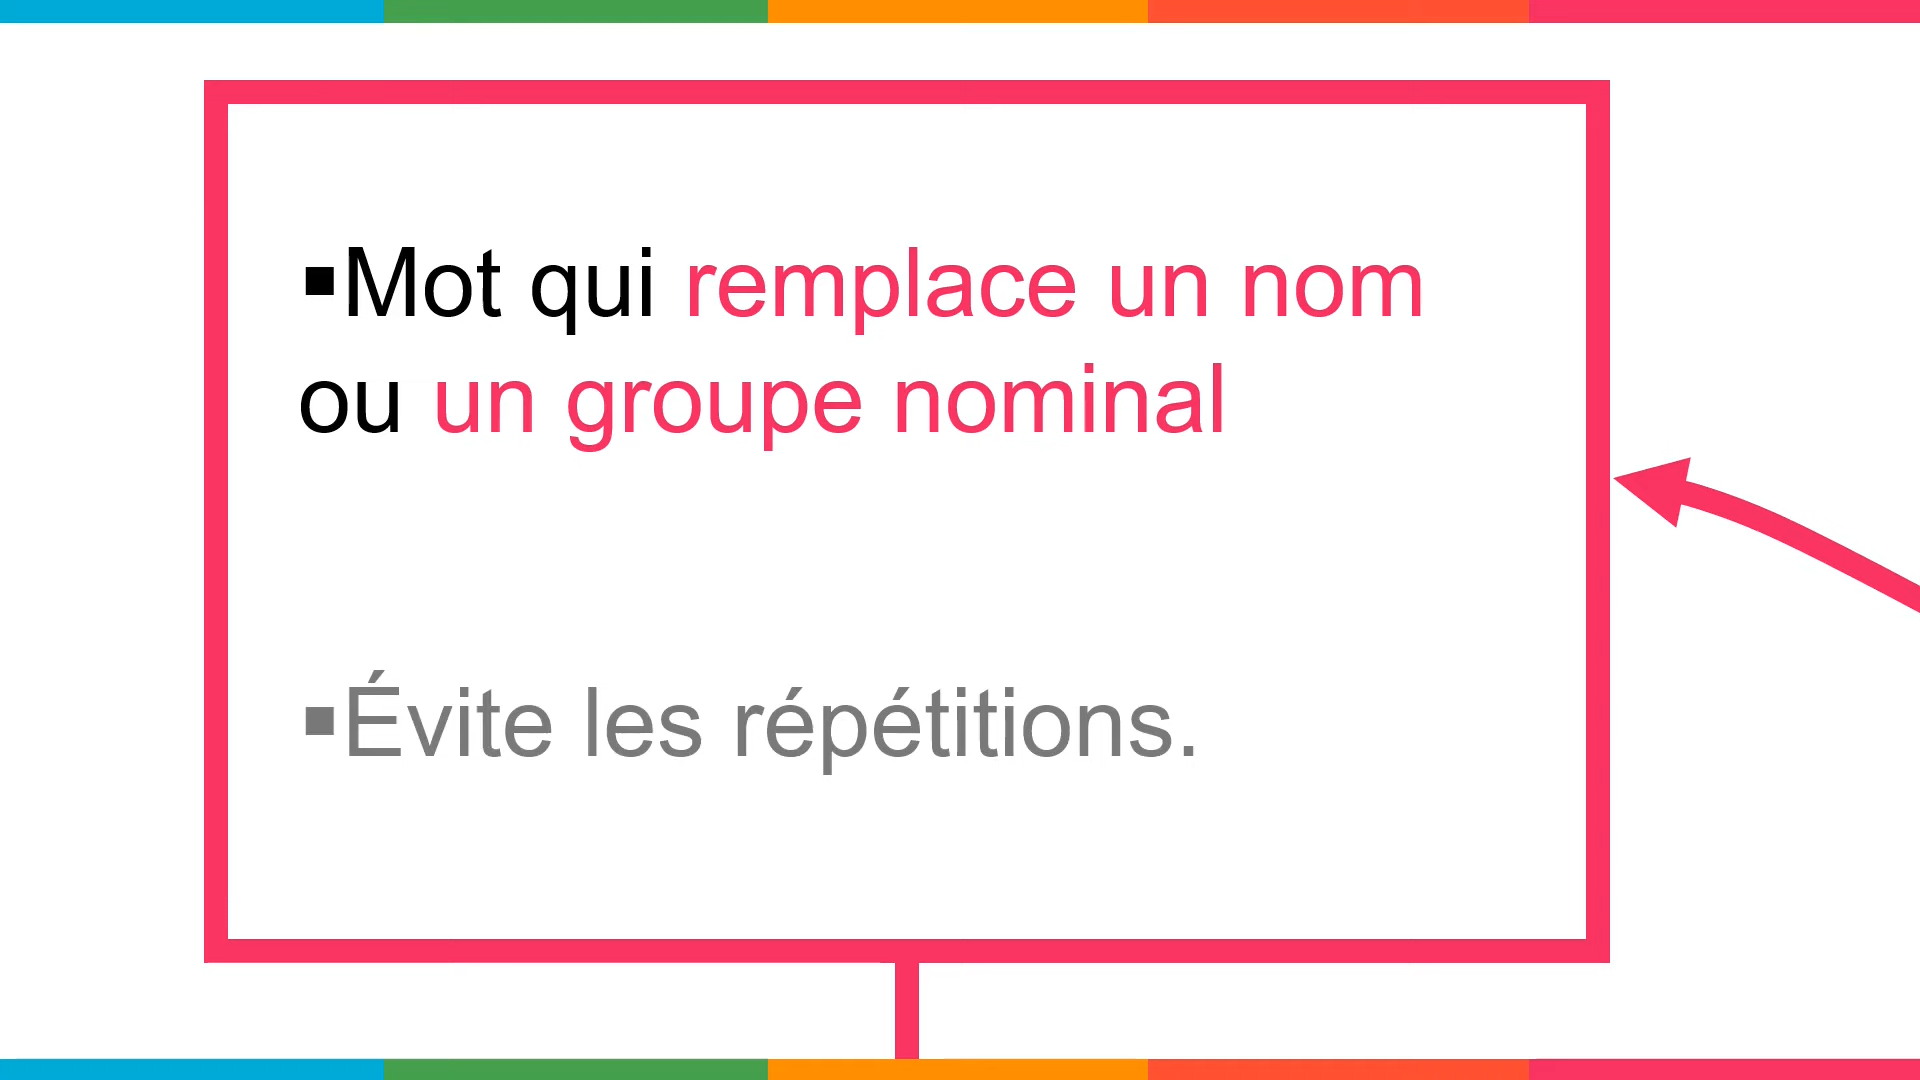 ▪Mot qui remplace un nom
ou un groupe nominal
▪Évite les répétitions.